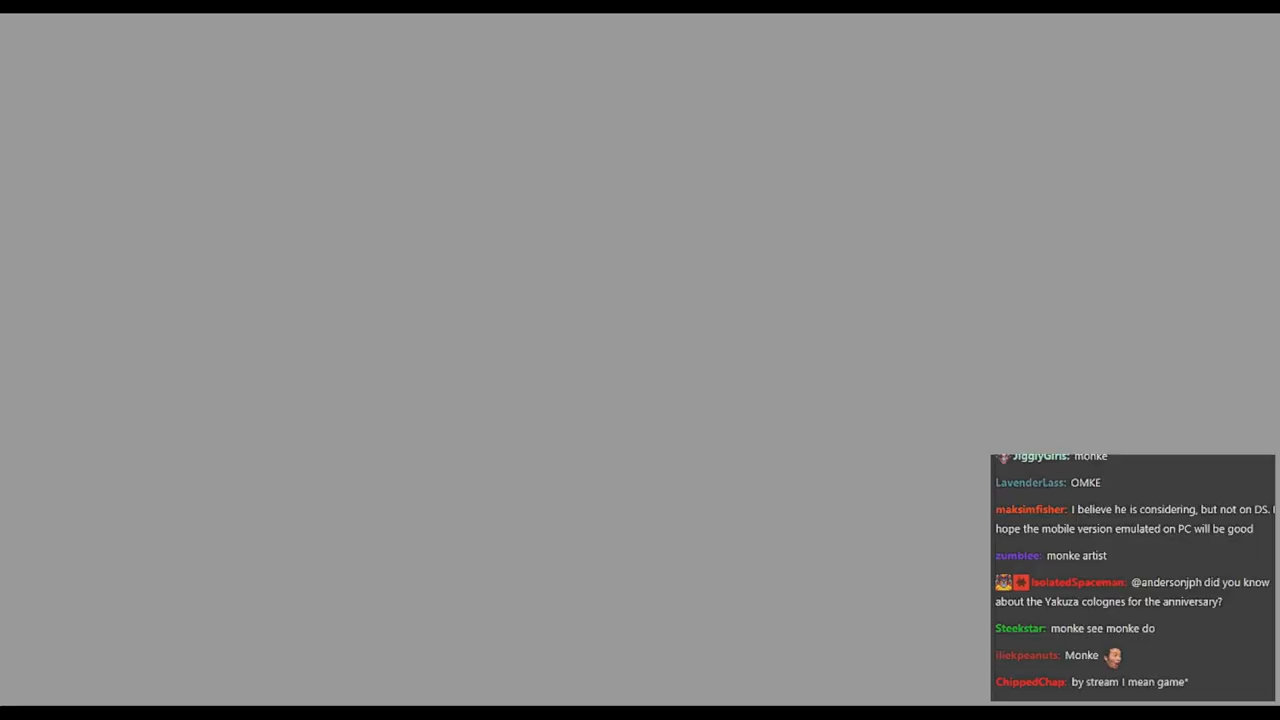 JigglyGirls: monke
LavenderLass: OMKE
maksimfisher: I believe he is considering, but not on DS. I
hope the mobile version emulated on PC will be good
zumblee: monke artist
IsolatedSpaceman: @andersonjph did you know
about the Yakuza colognes for the anniversary?
Steekstar: monke see monke do
iliekpeanuts: Monke
ChippedChap: by stream I mean game*